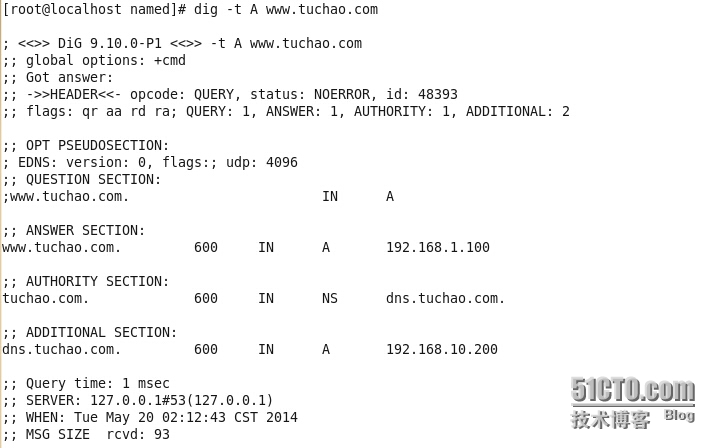 [root@localhost named]# dig -t A www.tuchao.com
; <<>> DiG 9.10.0-P1 <<>> -t A www.tuchao.com
;; global options: +cmd
;; Got answer:
;; ->>HEADER<<- opcode: QUERY, status: NOERROR, id: 48393
;; flags: qr aa rd ra; QUERY: 1, ANSWER: 1, AUTHORITY: 1, ADDITIONAL: 2
;; OPT PSEUDOSECTION:
; EDNS: version: 0, flags:; udp: 4096
;; QUESTION SECTION:
;www.tuchao.com. IN A
;; ANSWER SECTION:
www.tuchao.com. 600 IN A 192.168.1.100
;; AUTHORITY SECTION:
tuchao.com. 600 IN NS dns.tuchao.com.
;; ADDITIONAL SECTION:
dns.tuchao.com. 600 IN A 192.168.10.200
;; Query time: 1 msec
;; SERVER: 127.0.0.1#53(127.0.0.1)
;; WHEN: Tue May 20 02:12:43 CST 2014
;; MSG SIZE rcvd: 93
51CTO.com
技术博客 Blog